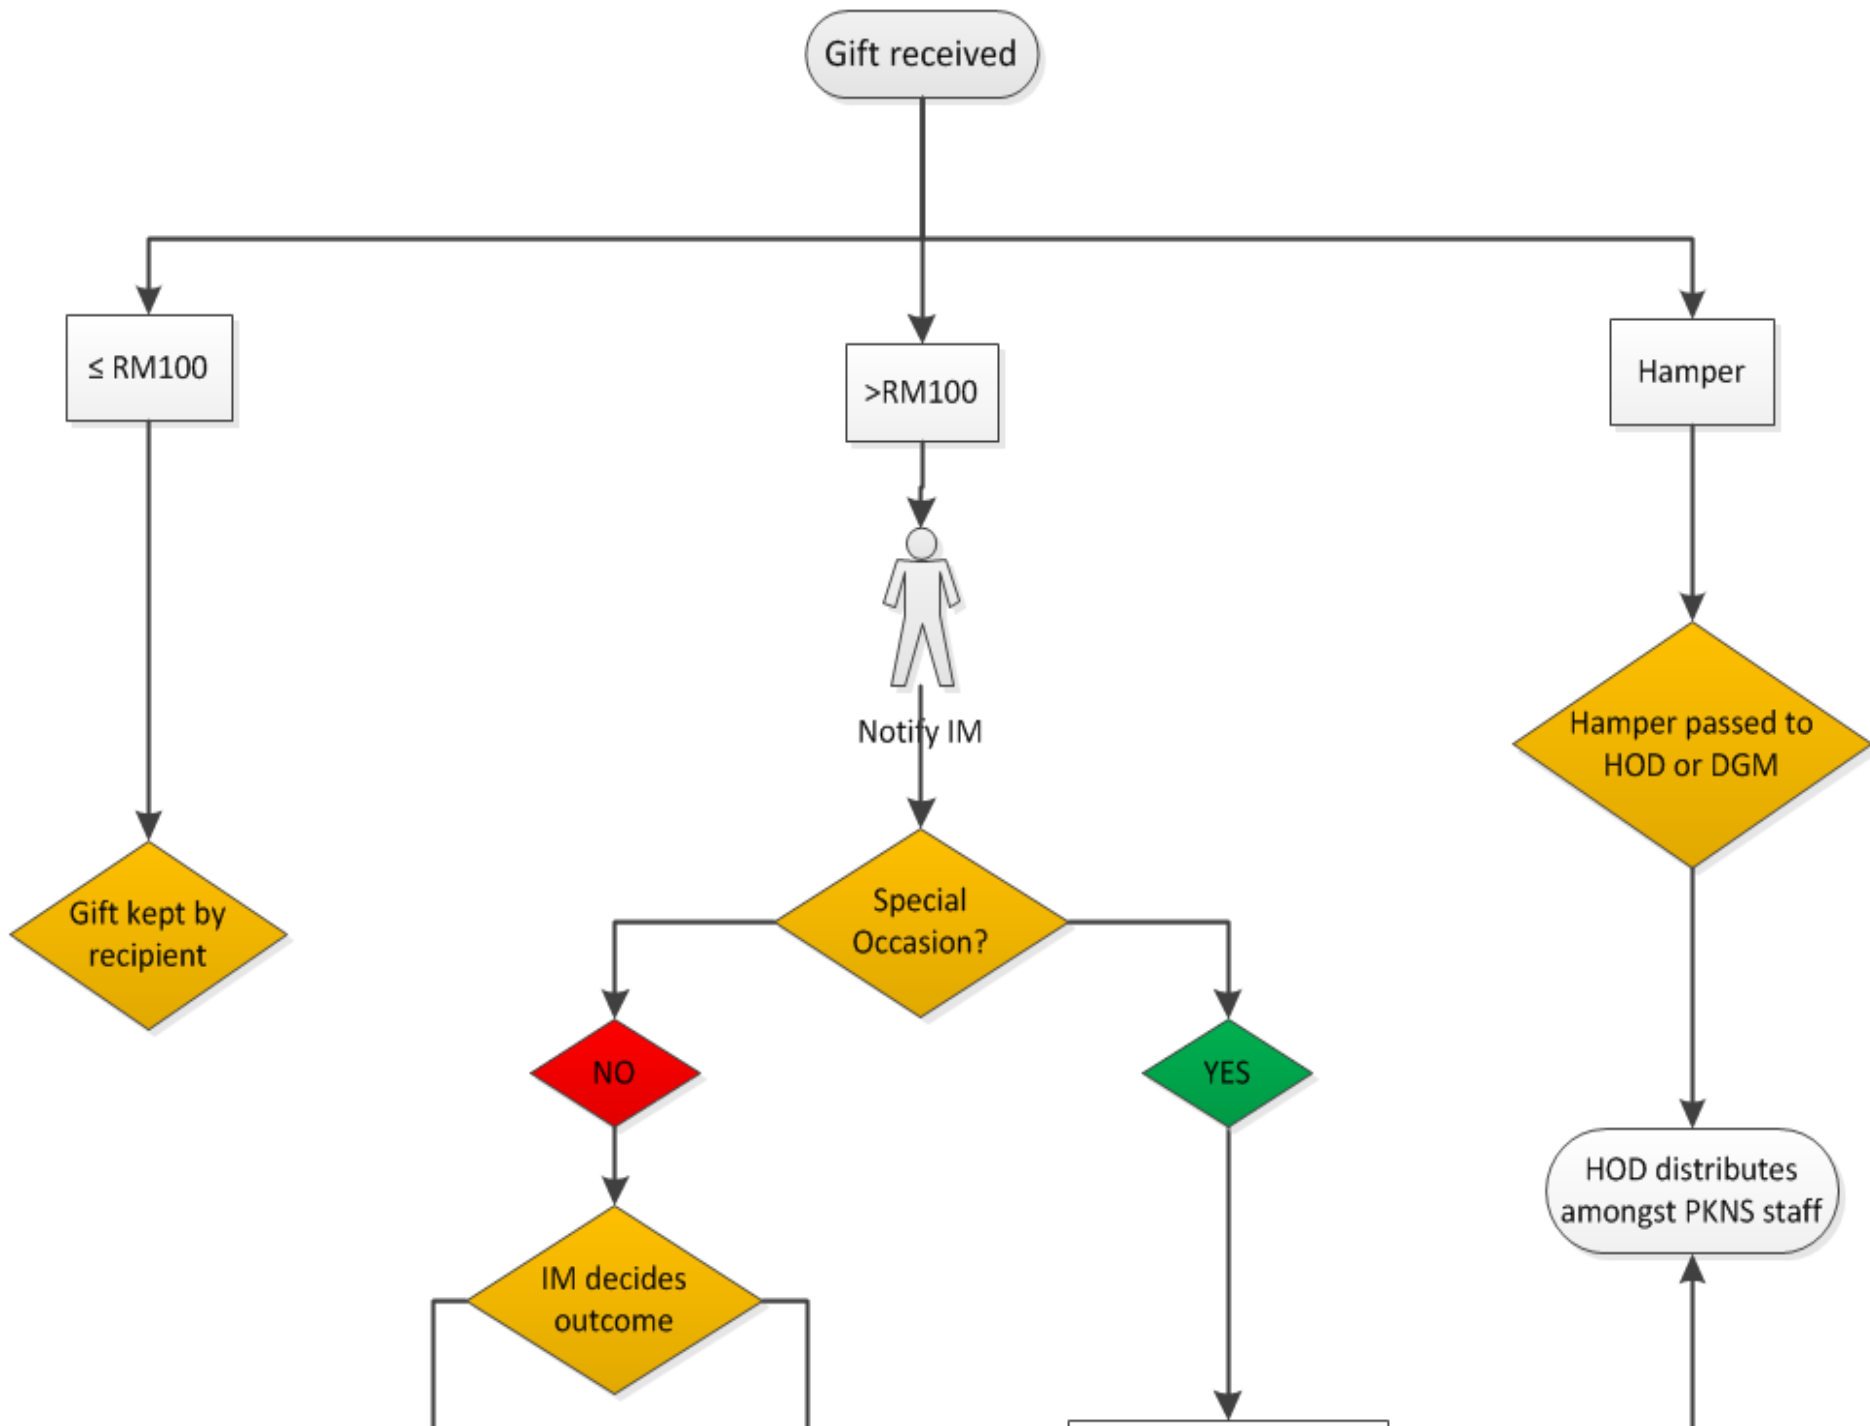 Gift received
≤ RM100
>RM100
Hamper
Notify IM
Hamper passed to
HOD or DGM
Gift kept by
recipient
Special
Occasion?
NO
YES
HOD distributes
amongst PKNS staff
IM decides
outcome